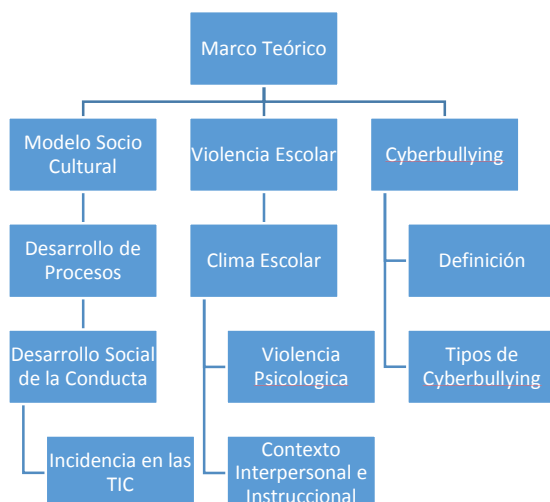 Marco Teórico
Modelo Socio
Cultural
Violencia Escolar
Cyberbullying
Desarrollo de
Procesos
Clima Escolar
Definición
Desarrollo Social
de la Conducta
Violencia
Psicologica
Tipos de
Cyberbullying
Incidencia en las
TIC
Contexto
Interpersonal e
Instruccional